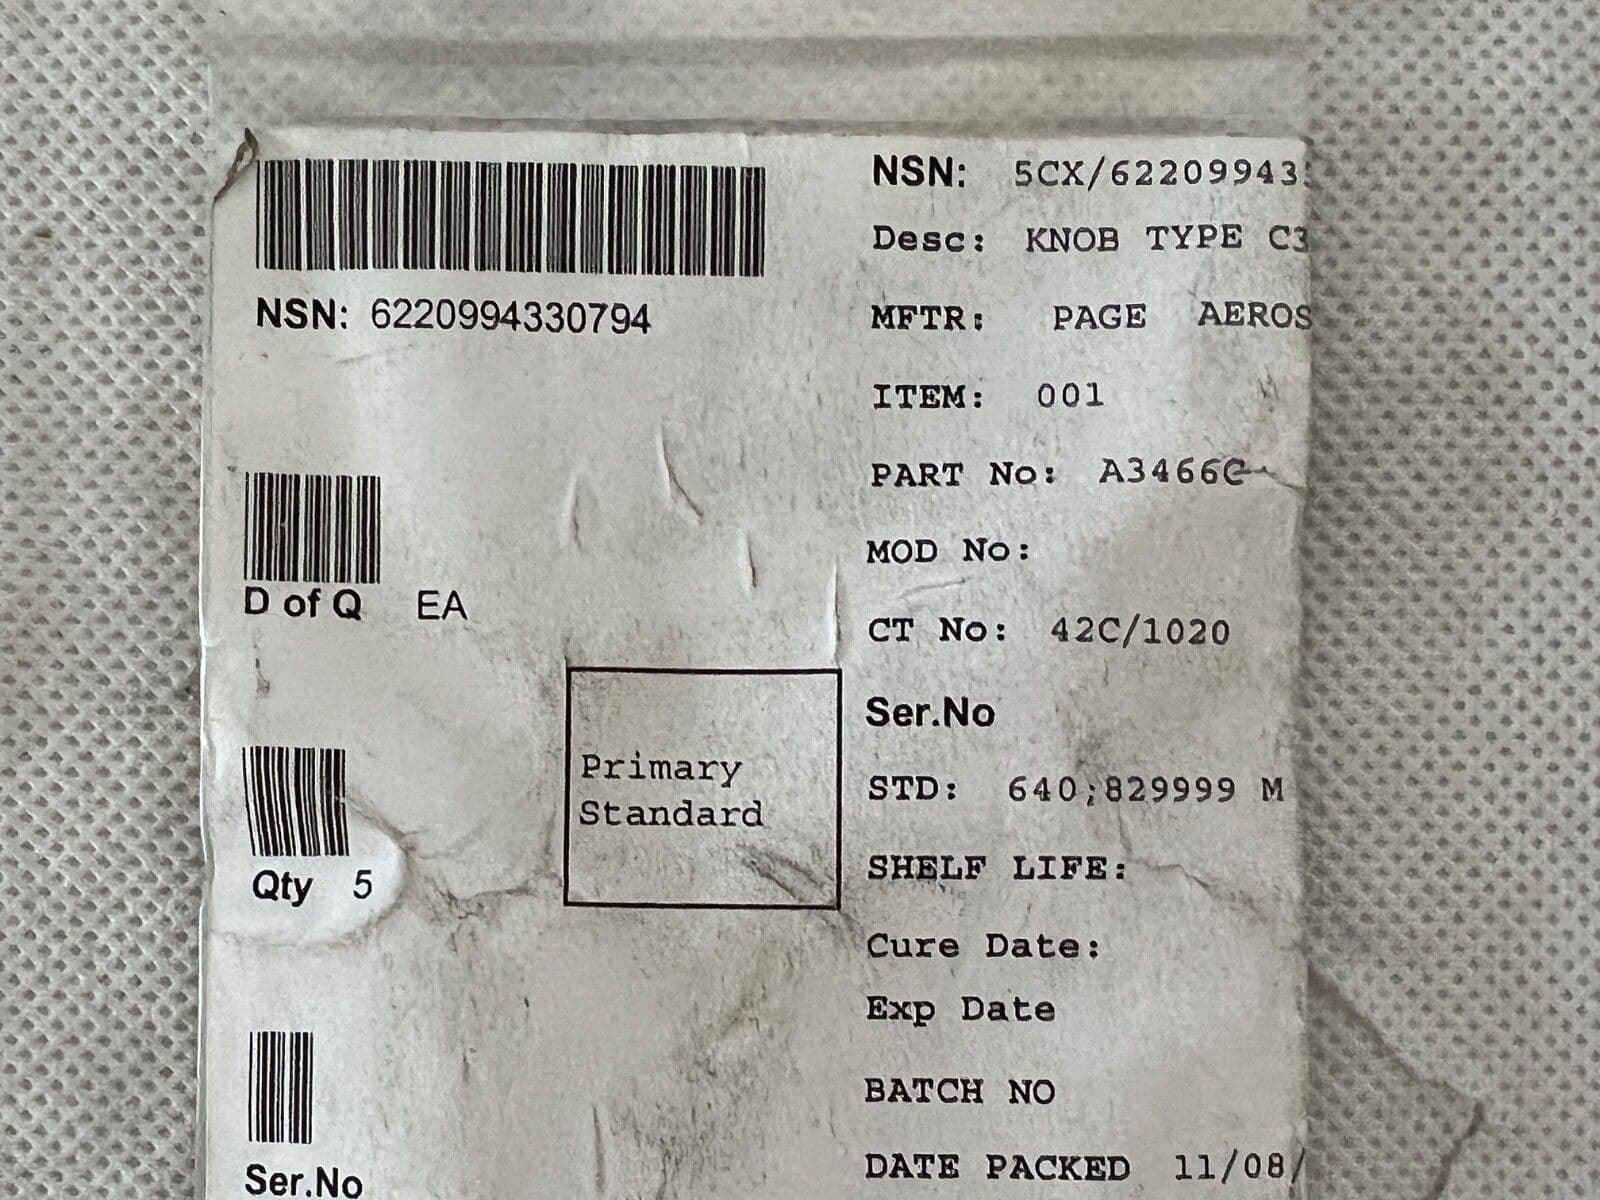 NSN: 6220994330794
D of Q EA
Primary
Standard
Qty 5
Ser.No
NSN: 5CX/622099433
Desc: KNOB TYPE C3
MFTR: PAGE AEROS
ITEM: 001
PART No: A3466
MOD No:
CT No: 42C/1020
Ser.No
STD: 640;829999 M
SHELF LIFE:
Cure Date:
Exp Date
BATCH NO
DATE PACKED 11/08/